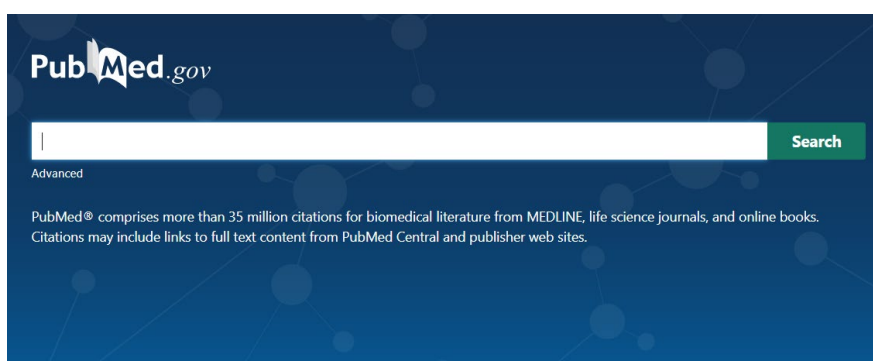 PubMed.gov
Search
Advanced
PubMed® comprises more than 35 million citations for biomedical literature from MEDLINE, life science journals, and online books.
Citations may include links to full text content from PubMed Central and publisher web sites.